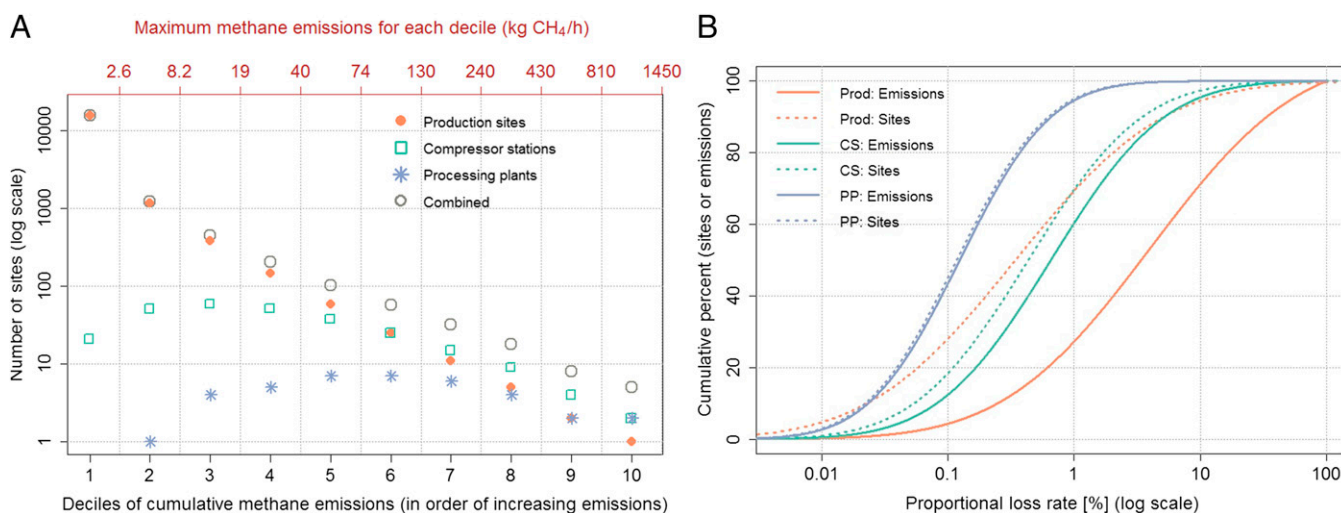 A
Maximum methane emissions for each decile (kg CH₄/h)
2.6 8.2 19 40 74 130 240 430 810 1450
Number of sites (log scale)
10000
1000
100
10
1
Production sites
Compressor stations
Processing plants
Combined
1 2 3 4 5 6 7 8 9 10
Deciles of cumulative methane emissions (in order of increasing emissions)
B
Cumulative percent (sites or emissions)
100
80
60
40
20
0
Prod: Emissions
Prod: Sites
CS: Emissions
CS: Sites
PP: Emissions
PP: Sites
0.01 0.1 1 10 100
Proportional loss rate [%] (log scale)